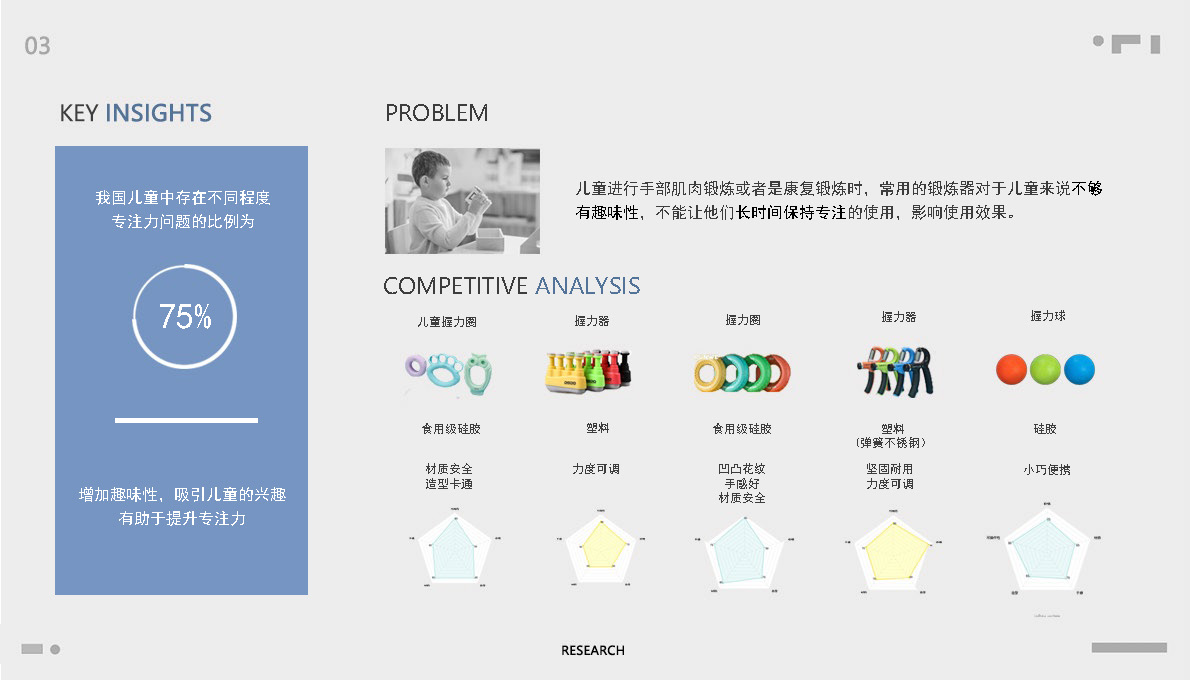 03
KEY INSIGHTS
我国儿童中存在不同程度
专注力问题的比例为
75%
增加趣味性，吸引儿童的兴趣
有助于提升专注力
PROBLEM
儿童进行手部肌肉锻炼或者是康复锻炼时，常用的锻炼器对于儿童来说不够
有趣味性，不能让他们长时间保持专注的使用，影响使用效果。
COMPETITIVE ANALYSIS
儿童握力圈
食用级硅胶
材质安全
造型卡通
握力器
塑料
力度可调
握力圈
食用级硅胶
凹凸花纹
手感好
材质安全
握力器
塑料
（弹簧不锈钢）
坚固耐用
力度可调
握力球
硅胶
小巧便携
RESEARCH